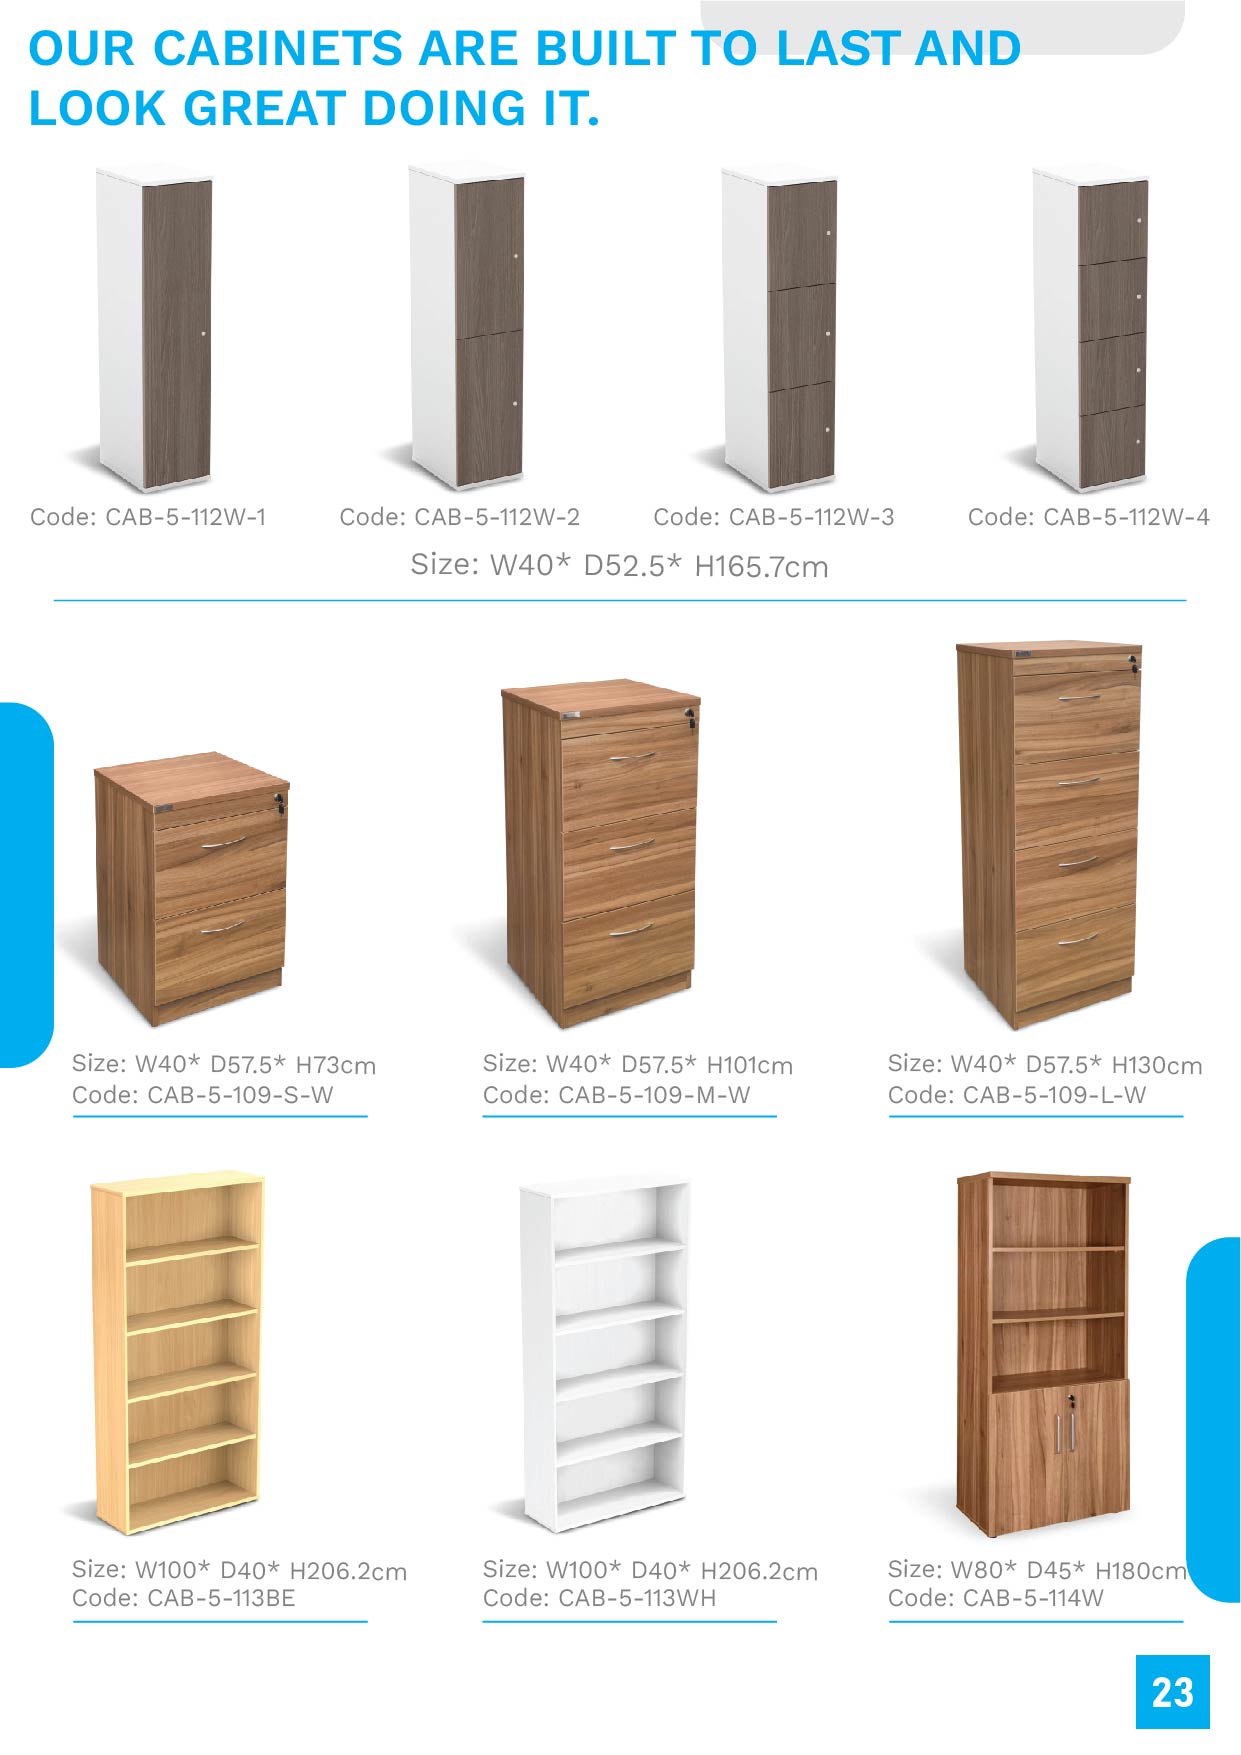 OUR CABINETS ARE BUILT TO LAST AND
LOOK GREAT DOING IT.
Code: CAB-5-112W-1
Code: CAB-5-112W-2
Code: CAB-5-112W-3
Code: CAB-5-112W-4
Size: W40* D52.5* H165.7cm
Size: W40* D57.5* H73cm
Code: CAB-5-109-S-W
Size: W40* D57.5* H101cm
Code: CAB-5-109-M-W
Size: W40* D57.5* H130cm
Code: CAB-5-109-L-W
Size: W100* D40* H206.2cm
Code: CAB-5-113BE
Size: W100* D40* H206.2cm
Code: CAB-5-113WH
Size: W80* D45* H180cm
Code: CAB-5-114W
23